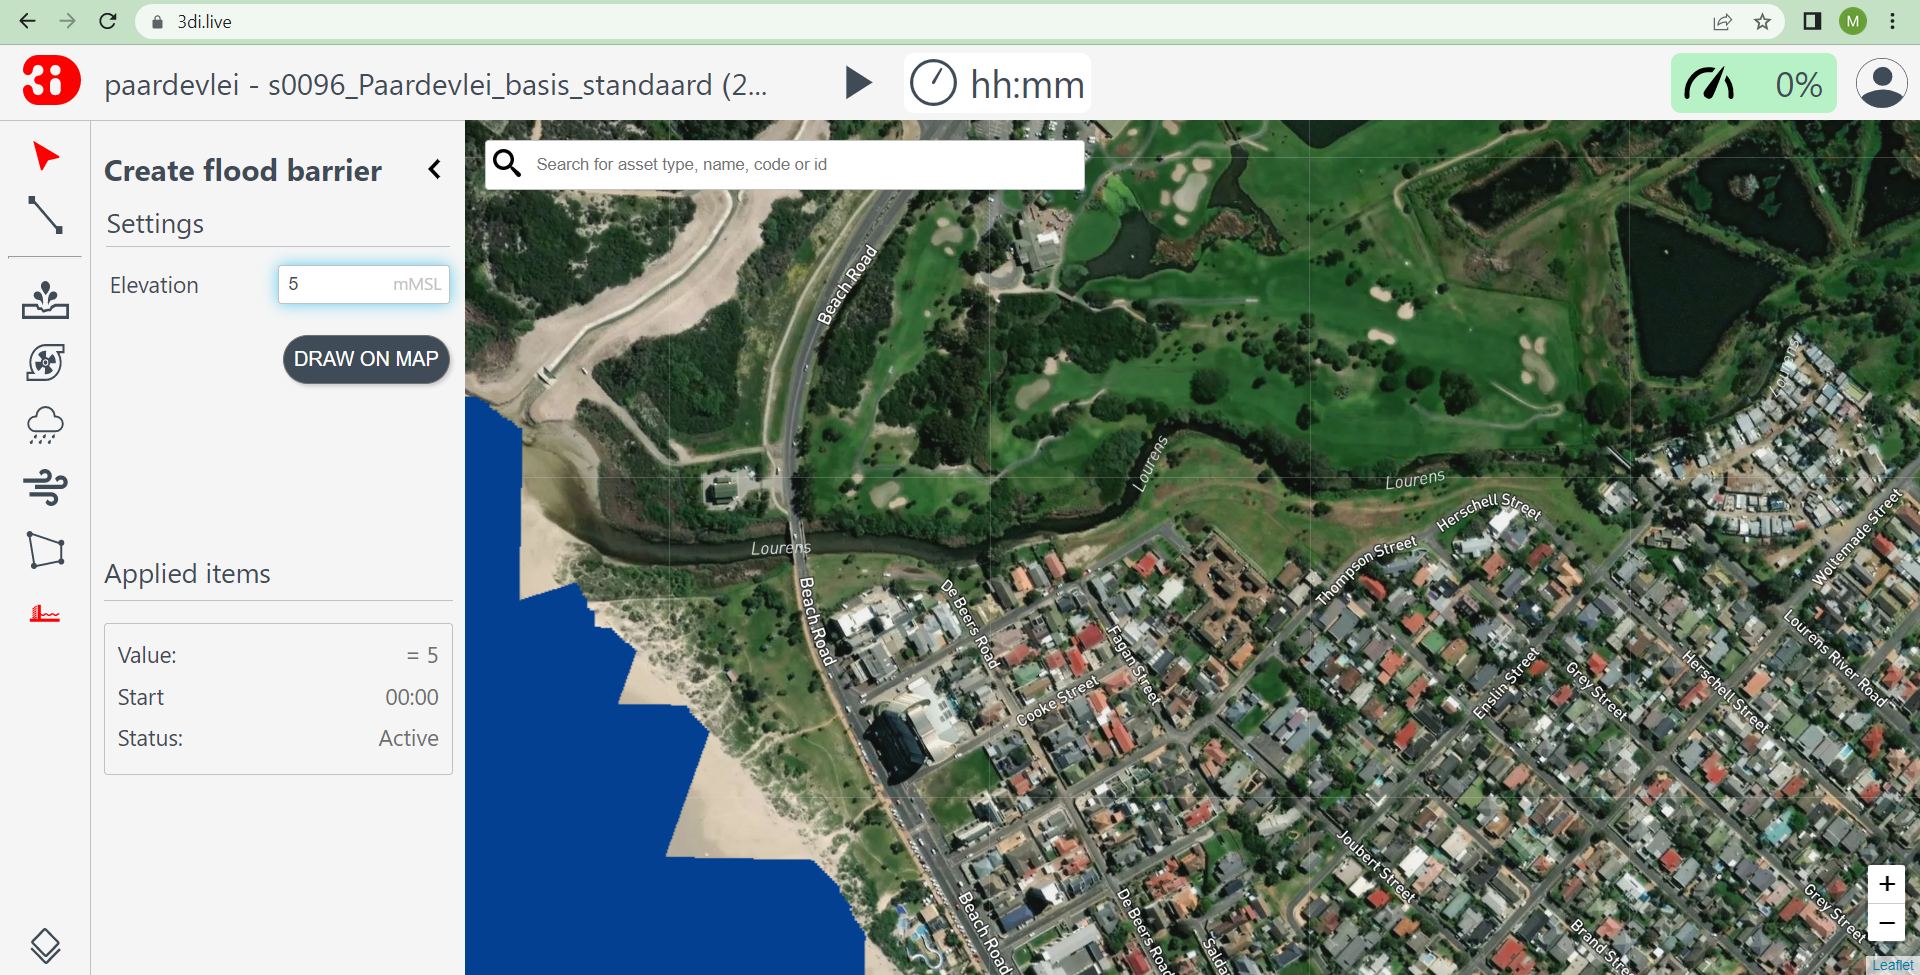 3di.live
M
3i
paardevlei - s0096_Paardevlei_basis_standaard (2...
hh:mm
0%
Create flood barrier
Settings
Elevation
5
mMSL
DRAW ON MAP
Applied items
Value:
= 5
Start
00:00
Status:
Active
Search for asset type, name, code or id
Beach Road
Lourens
Lourens
Lourens
Lourens
Herschell Street
Thompson Street
Woltemade Street
Beach Road
De Beers Road
Fagan Street
Cooke Street
Enslin Street
Grey Street
Herschell Street
Lourens River Road
Joubert Street
Grey Street
Beach Road
De Beers Road
Salda
Brand Stre
+
−
Leaflet